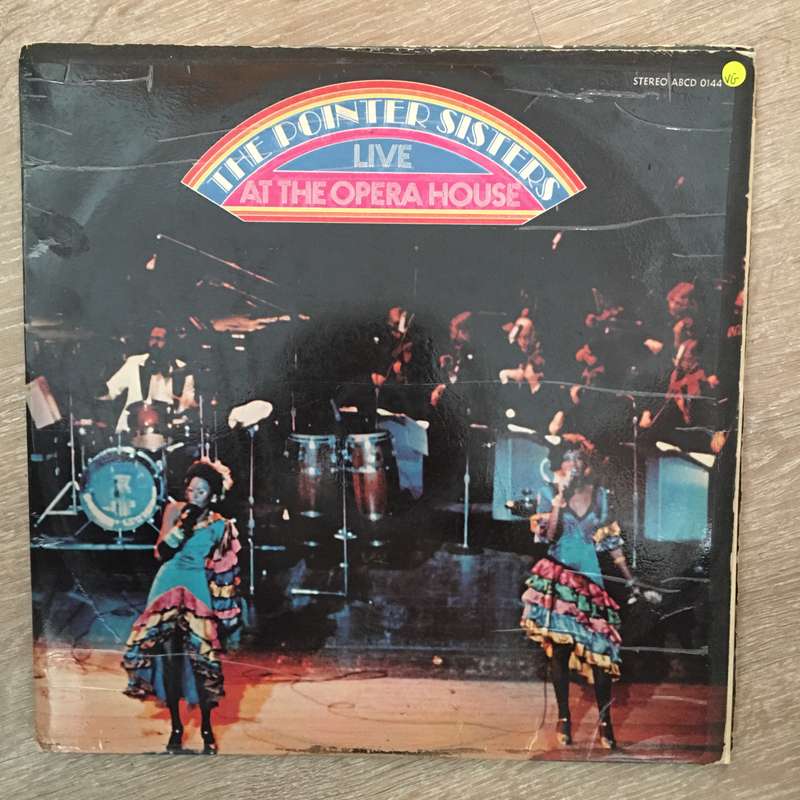 STEREO ABCD 0144
VG
THE POINTER SISTERS
LIVE
AT THE OPERA HOUSE